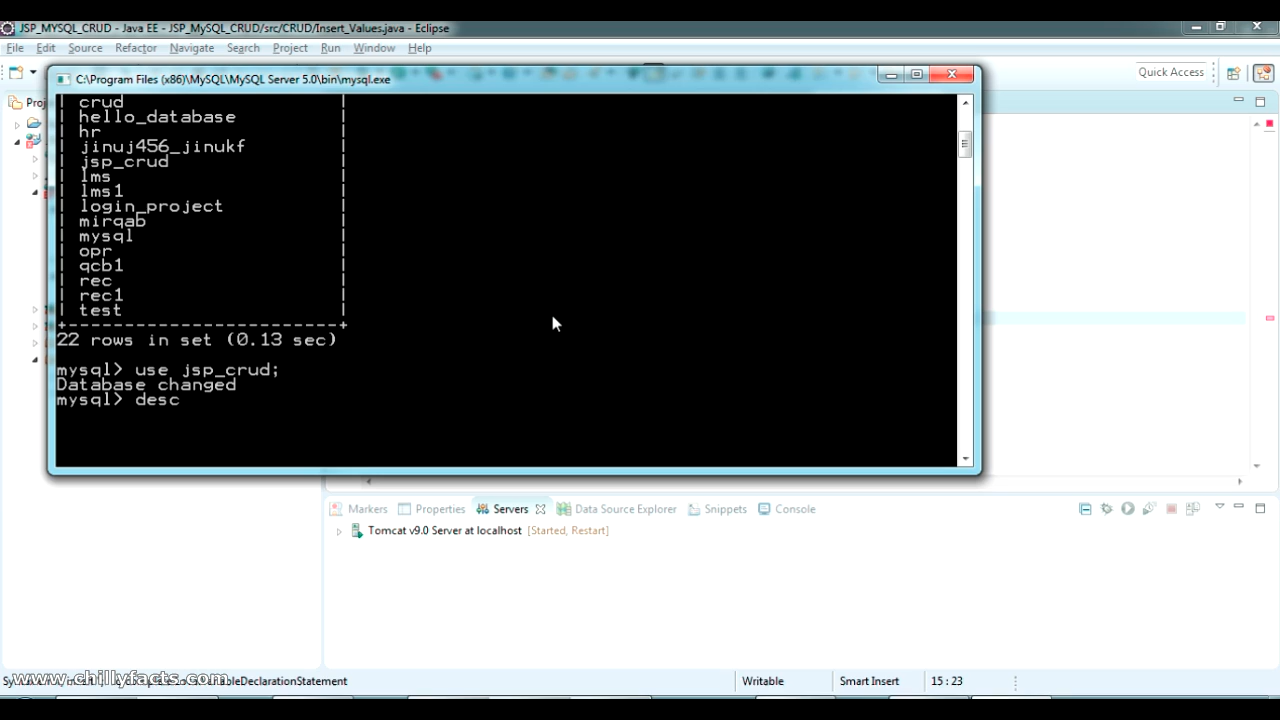 JSP_MYSQL_CRUD - Java EE - JSP_MySQL_CRUD/src/CRUD/Insert_Values.java - Eclipse
File Edit Source Refactor Navigate Search Project Run Window Help
Quick Access
C:\Program Files (x86)\MySQL\MySQL Server 5.0\bin\mysql.exe
Proj
| crud |
| hello_database |
| hr |
| jinuj456_jinukf |
| jsp_crud |
| lms |
| lms1 |
| login_project |
| mirqab |
| mysql |
| opr |
| qcb1 |
| rec |
| rec1 |
| test |
+--------------------------+
22 rows in set (0.13 sec)
mysql> use jsp_crud;
Database changed
mysql> desc
Markers Properties Servers Data Source Explorer Snippets Console
Tomcat v9.0 Server at localhost [Started, Restart]
www.chillyfacts.com
Writable Smart Insert 15 : 23